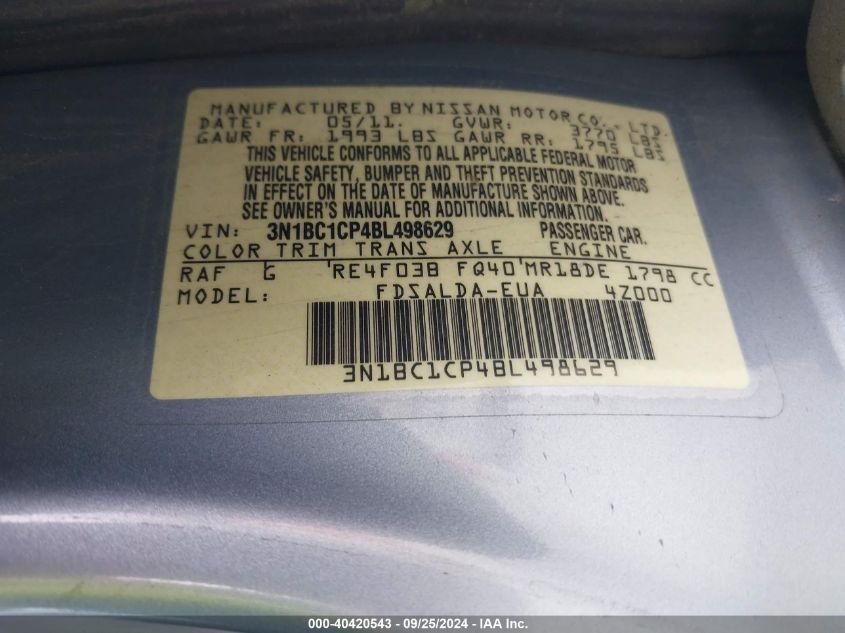 MANUFACTURED BY NISSAN MOTOR CO., LTD.
DATE: 05/11. GVWR: 3770 LBS
GAWR FR: 1993 LBS GAWR RR: 1795 LBS
THIS VEHICLE CONFORMS TO ALL APPLICABLE FEDERAL MOTOR
VEHICLE SAFETY, BUMPER AND THEFT PREVENTION STANDARDS
IN EFFECT ON THE DATE OF MANUFACTURE SHOWN ABOVE.
SEE OWNER'S MANUAL FOR ADDITIONAL INFORMATION.
VIN: 3N1BC1CP4BL498629 PASSENGER CAR.
COLOR TRIM TRANS AXLE ENGINE
RAF G 'RE4F03B FQ40'MR18DE 1798 CC
MODEL: FDSALDA-EUA 4Z000
3N1BC1CP4BL498629
000-40420543 - 09/25/2024 - IAA Inc.